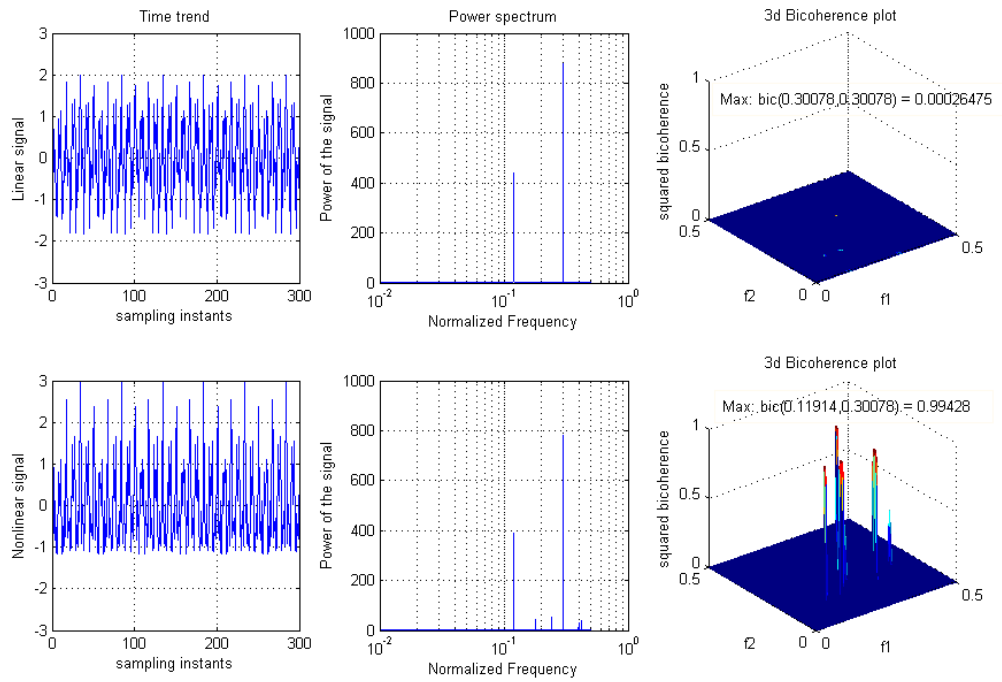 Time trend
3
2
1
0
-1
-2
-3
Linear signal
0
100
200
300
sampling instants
Power spectrum
1000
800
600
400
200
0
Power of the signal
10^-2
10^-1
10^0
Normalized Frequency
3d Bicoherence plot
Max: bic(0.30078,0.30078) = 0.00026475
1
0.5
0
squared bicoherence
0.5
f2
0
0
f1
0.5
Time trend
3
2
1
0
-1
-2
-3
Nonlinear signal
0
100
200
300
sampling instants
Power spectrum
1000
800
600
400
200
0
Power of the signal
10^-2
10^-1
10^0
Normalized Frequency
3d Bicoherence plot
Max: bic(0.11914,0.30078) = 0.99428
1
0.5
0
squared bicoherence
0.5
f2
0
0
f1
0.5